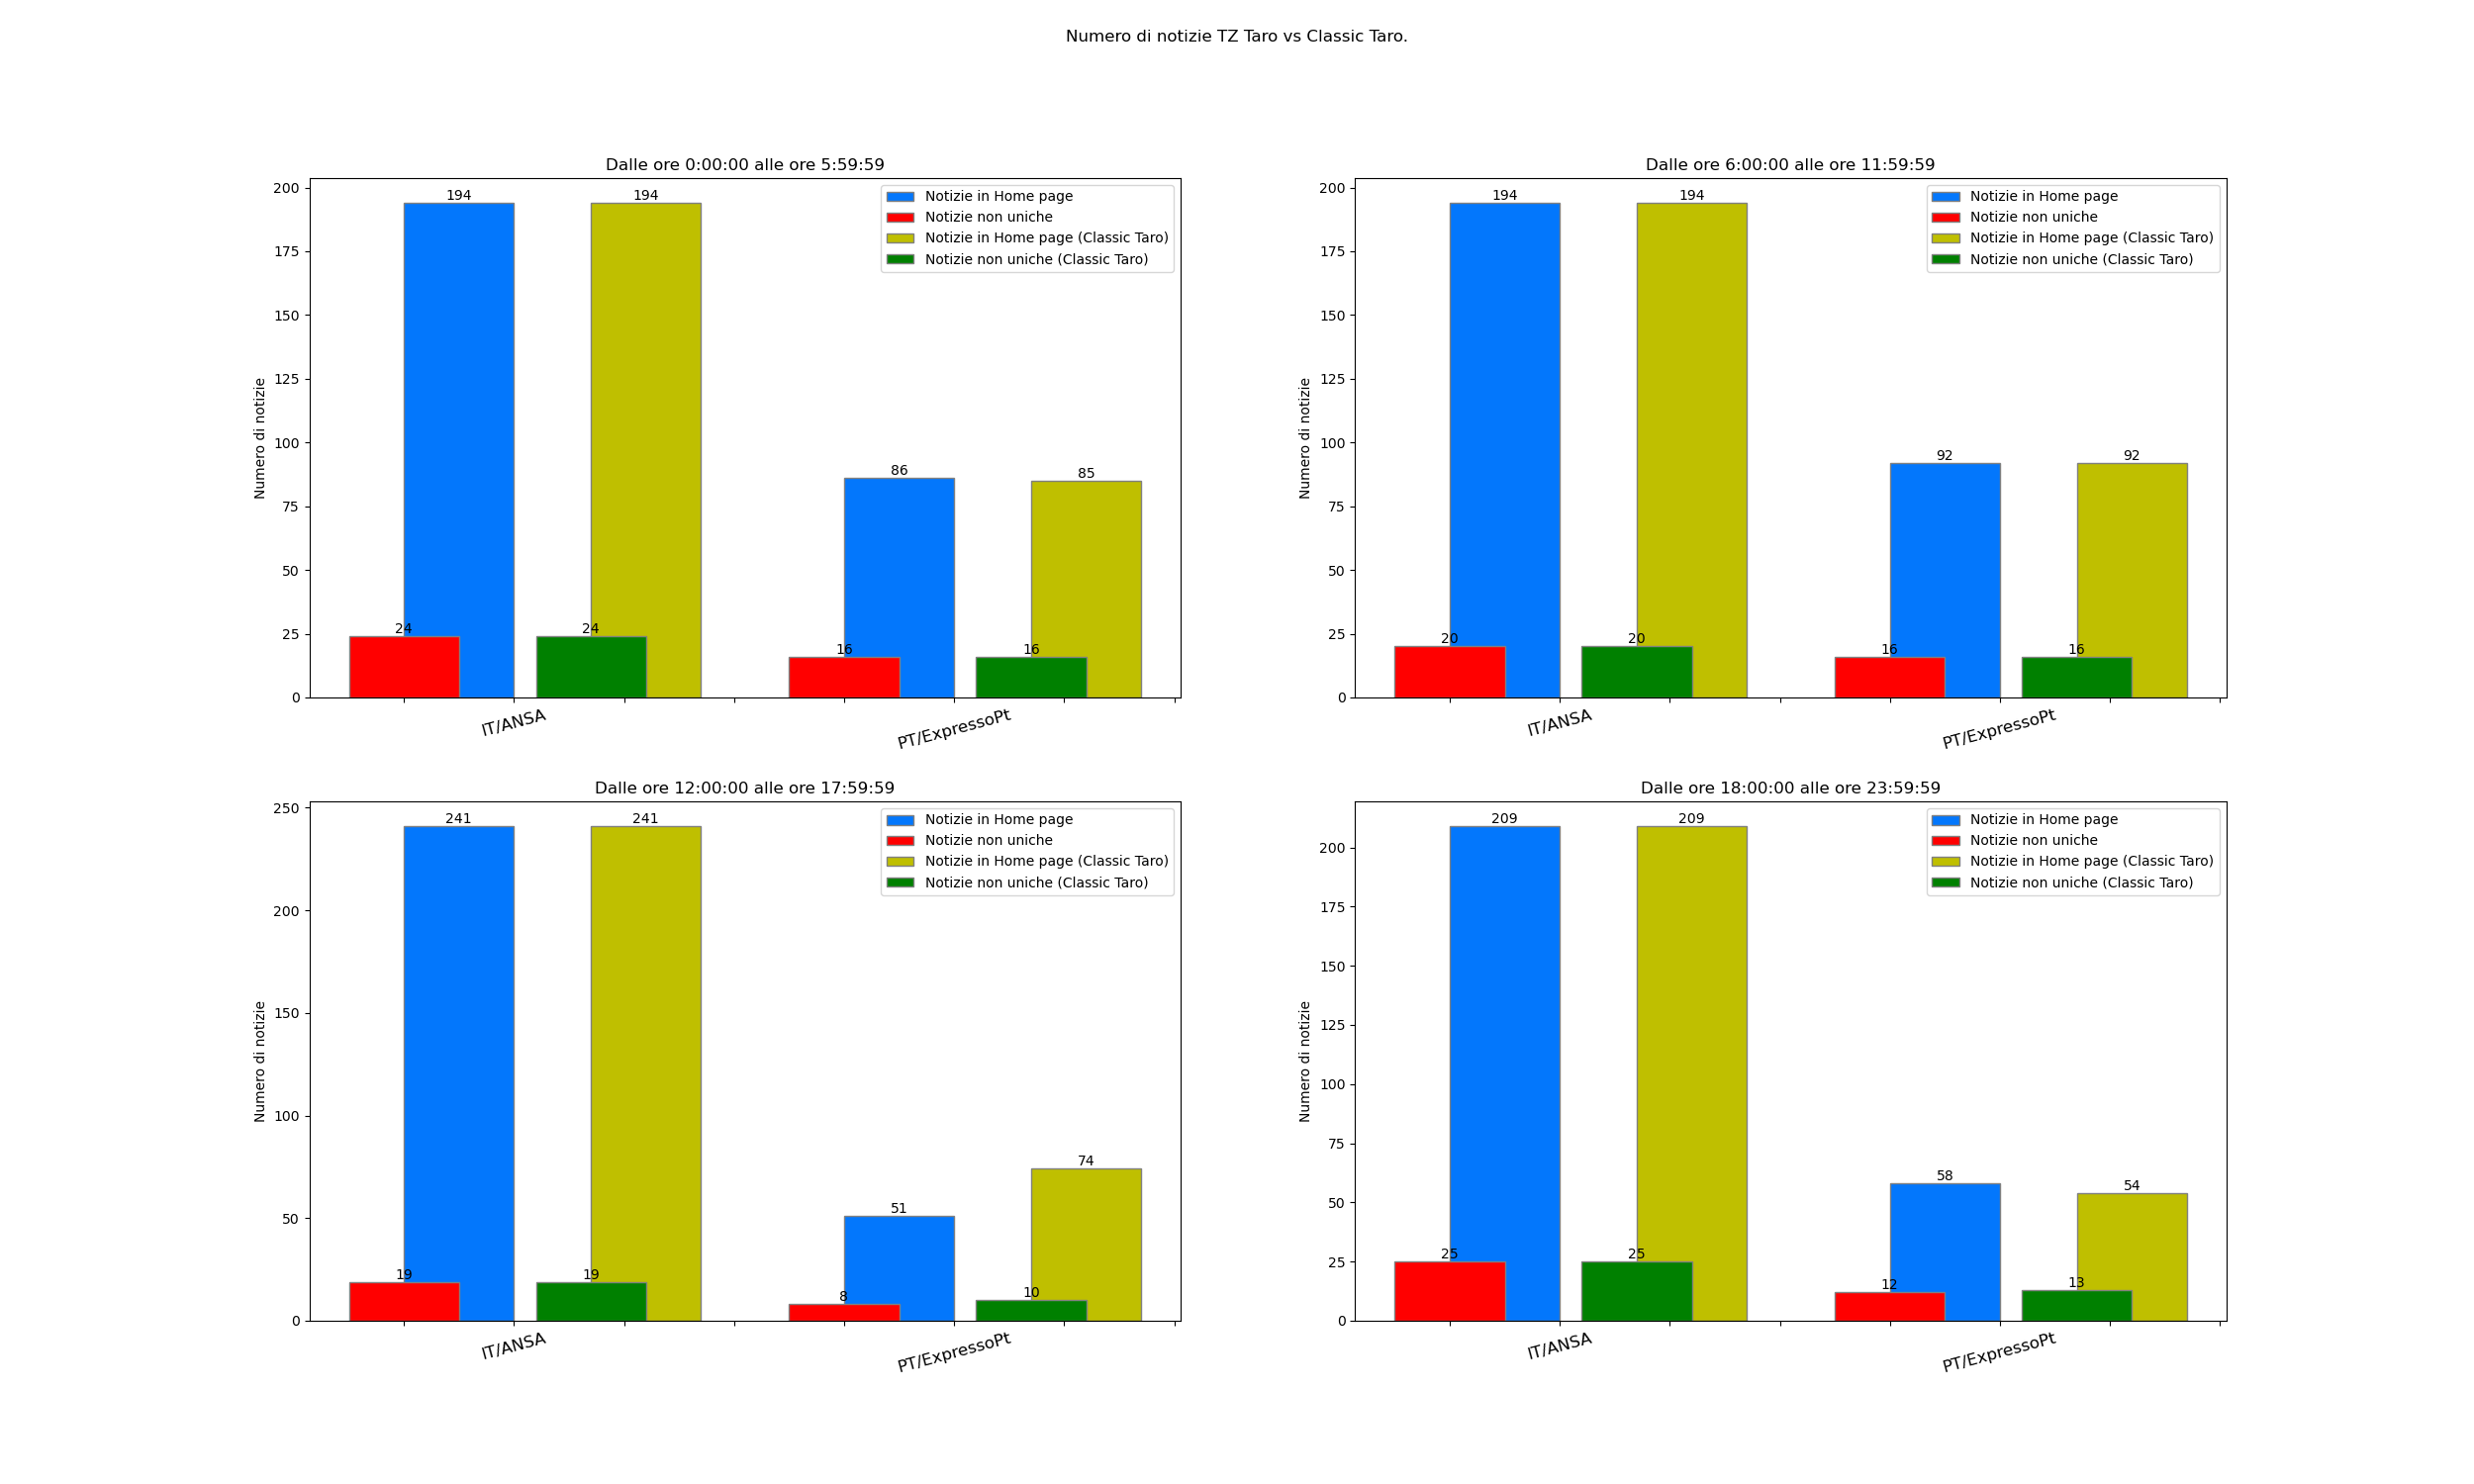 Numero di notizie TZ Taro vs Classic Taro.
Dalle ore 0:00:00 alle ore 5:59:59
Numero di notizie
200
175
150
125
100
75
50
25
0
194
194
24
24
86
85
16
16
Notizie in Home page
Notizie non uniche
Notizie in Home page (Classic Taro)
Notizie non uniche (Classic Taro)
IT/ANSA
PT/ExpressoPt
Dalle ore 6:00:00 alle ore 11:59:59
Numero di notizie
200
175
150
125
100
75
50
25
0
194
194
20
20
92
92
16
16
Notizie in Home page
Notizie non uniche
Notizie in Home page (Classic Taro)
Notizie non uniche (Classic Taro)
IT/ANSA
PT/ExpressoPt
Dalle ore 12:00:00 alle ore 17:59:59
Numero di notizie
250
200
150
100
50
0
241
241
19
19
51
74
8
10
Notizie in Home page
Notizie non uniche
Notizie in Home page (Classic Taro)
Notizie non uniche (Classic Taro)
IT/ANSA
PT/ExpressoPt
Dalle ore 18:00:00 alle ore 23:59:59
Numero di notizie
200
175
150
125
100
75
50
25
0
209
209
25
25
58
54
12
13
Notizie in Home page
Notizie non uniche
Notizie in Home page (Classic Taro)
Notizie non uniche (Classic Taro)
IT/ANSA
PT/ExpressoPt